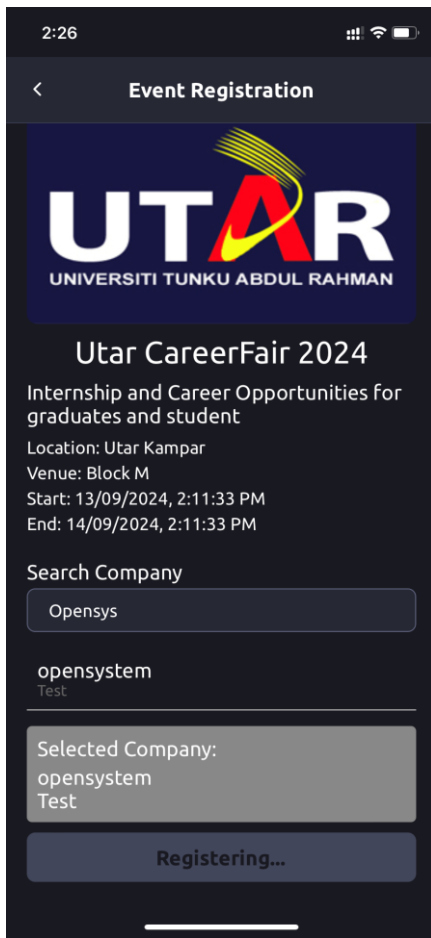 2:26
Event Registration
UTAR
UNIVERSITI TUNKU ABDUL RAHMAN
Utar CareerFair 2024
Internship and Career Opportunities for
graduates and student
Location: Utar Kampar
Venue: Block M
Start: 13/09/2024, 2:11:33 PM
End: 14/09/2024, 2:11:33 PM
Search Company
Opensys
opensystem
Test
Selected Company:
opensystem
Test
Registering...